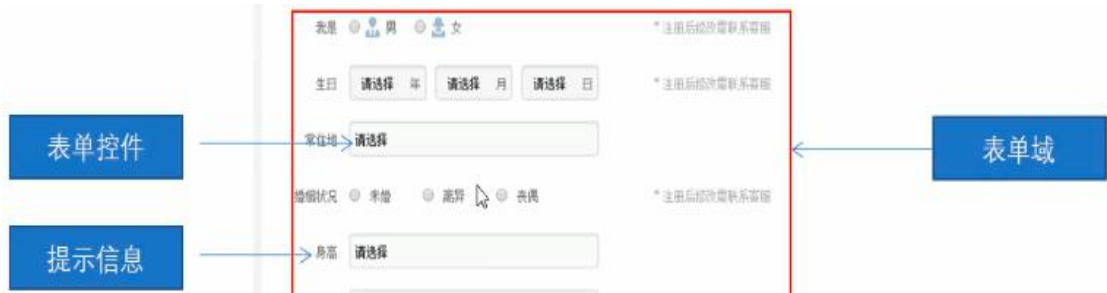 我是 男 女 *注册后修改需联系客服
生日 请选择 年 请选择 月 请选择 日 *注册后修改需联系客服
表单控件 常住地 请选择 表单域
婚姻状况 未婚 离异 丧偶 *注册后修改需联系客服
提示信息 身高 请选择